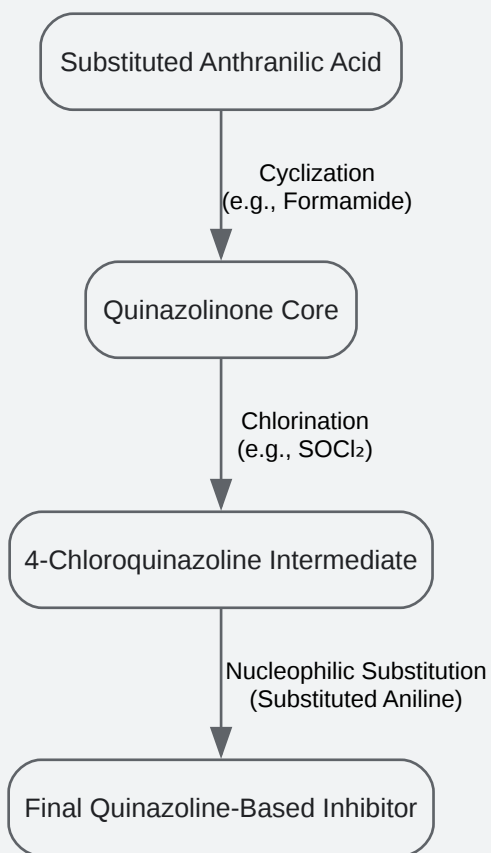 Substituted Anthranilic Acid
Cyclization
(e.g., Formamide)
Quinazolinone Core
Chlorination
(e.g., SOCl₂)
4-Chloroquinazoline Intermediate
Nucleophilic Substitution
(Substituted Aniline)
Final Quinazoline-Based Inhibitor